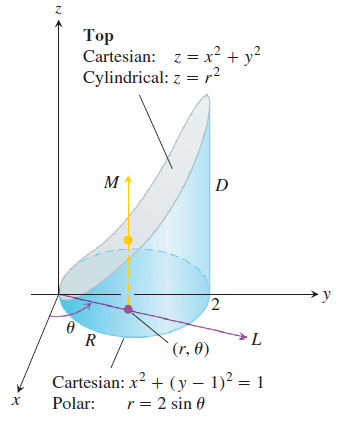 z
Top
Cartesian: z = x² + y²
Cylindrical: z = r²
M
D
2
y
θ
R
L
(r, θ)
Cartesian: x² + (y − 1)² = 1
x
Polar: r = 2 sin θ